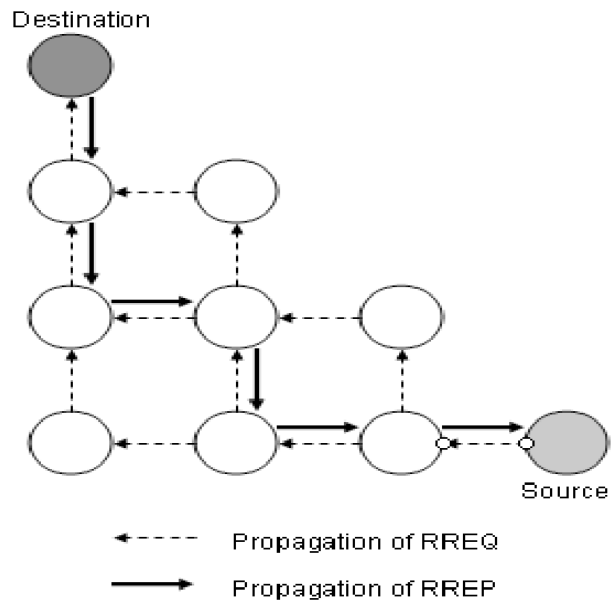 Destination
Source
Propagation of RREQ
Propagation of RREP